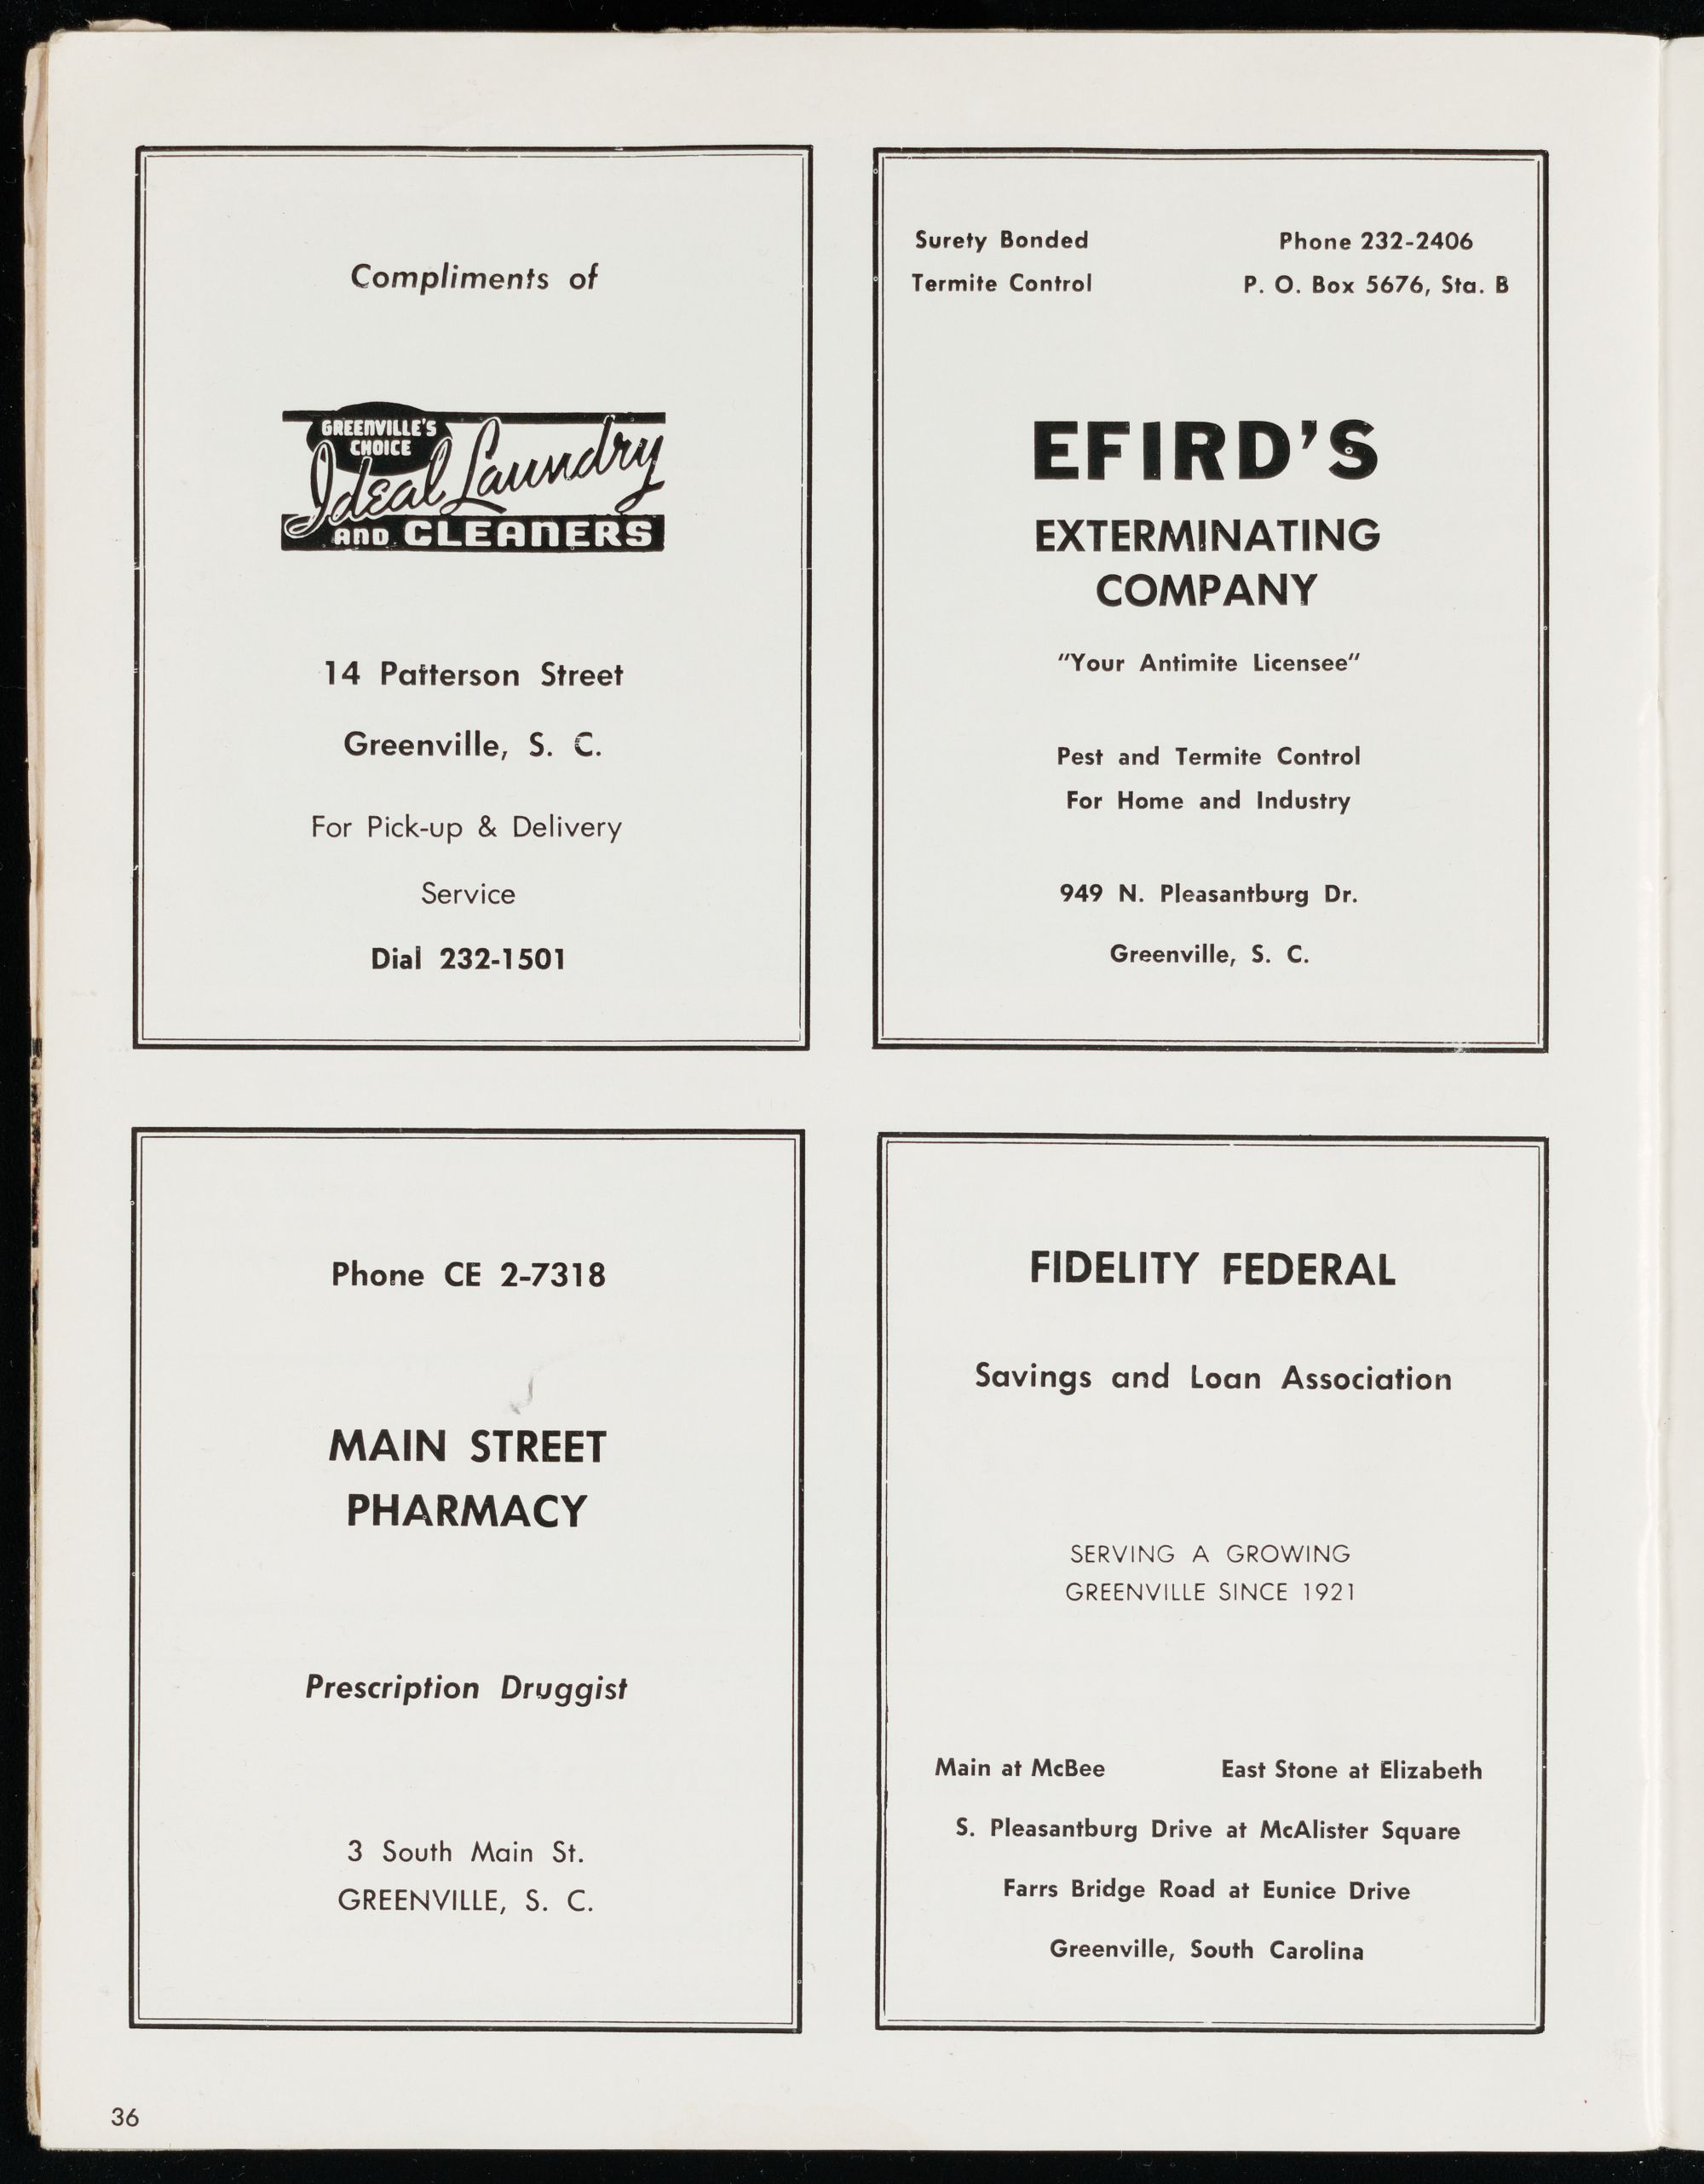 Compliments of
GREENVILLE'S
CHOICE
Ideal Laundry
AND CLEANERS
14 Patterson Street
Greenville, S. C.
For Pick-up & Delivery
Service
Dial 232-1501
Surety Bonded
Termite Control
Phone 232-2406
P. O. Box 5676, Sta. B
EFIRD'S
EXTERMINATING
COMPANY
"Your Antimite Licensee"
Pest and Termite Control
For Home and Industry
949 N. Pleasantburg Dr.
Greenville, S. C.
Phone CE 2-7318
MAIN STREET
PHARMACY
Prescription Druggist
3 South Main St.
GREENVILLE, S. C.
FIDELITY FEDERAL
Savings and Loan Association
SERVING A GROWING
GREENVILLE SINCE 1921
Main at McBee East Stone at Elizabeth
S. Pleasantburg Drive at McAlister Square
Farrs Bridge Road at Eunice Drive
Greenville, South Carolina
36